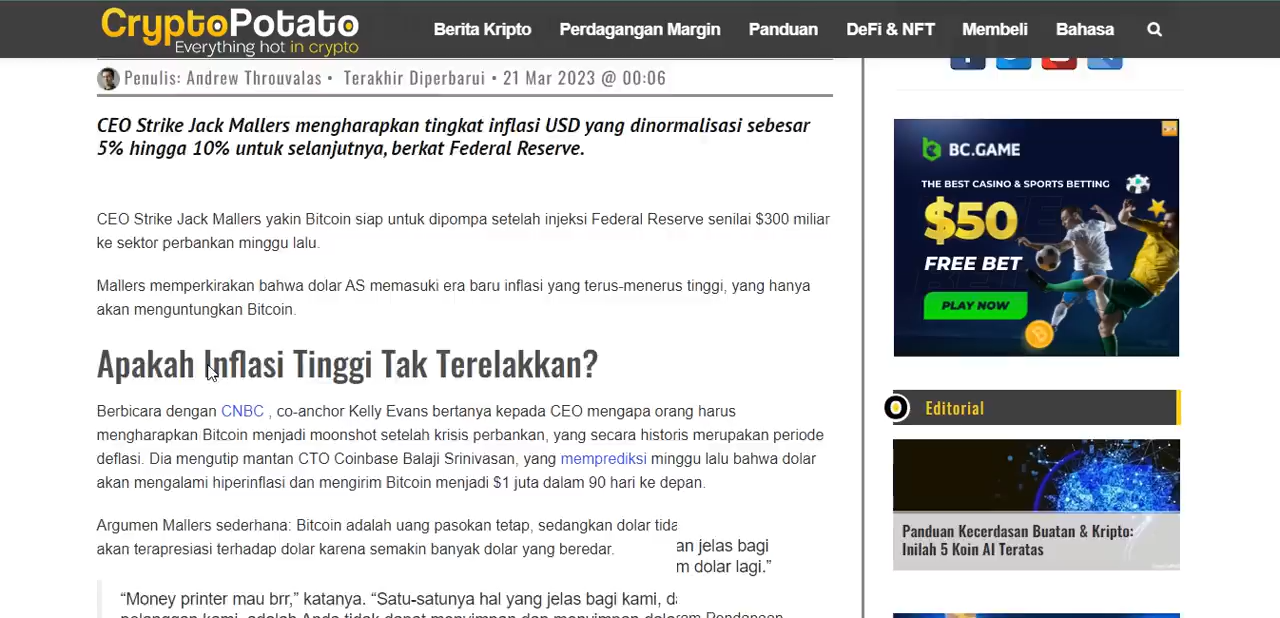 CryptoPotato
Everything hot in crypto
Berita Kripto Perdagangan Margin Panduan DeFi & NFT Membeli Bahasa
Penulis: Andrew Throuvalas • Terakhir Diperbarui • 21 Mar 2023 @ 00:06
CEO Strike Jack Mallers mengharapkan tingkat inflasi USD yang dinormalisasi sebesar
5% hingga 10% untuk selanjutnya, berkat Federal Reserve.
CEO Strike Jack Mallers yakin Bitcoin siap untuk dipompa setelah injeksi Federal Reserve senilai $300 miliar
ke sektor perbankan minggu lalu.
Mallers memperkirakan bahwa dolar AS memasuki era baru inflasi yang terus-menerus tinggi, yang hanya
akan menguntungkan Bitcoin.
Apakah Inflasi Tinggi Tak Terelakkan?
Berbicara dengan CNBC , co-anchor Kelly Evans bertanya kepada CEO mengapa orang harus
mengharapkan Bitcoin menjadi moonshot setelah krisis perbankan, yang secara historis merupakan periode
deflasi. Dia mengutip mantan CTO Coinbase Balaji Srinivasan, yang memprediksi minggu lalu bahwa dolar
akan mengalami hiperinflasi dan mengirim Bitcoin menjadi $1 juta dalam 90 hari ke depan.
Argumen Mallers sederhana: Bitcoin adalah uang pasokan tetap, sedangkan dolar tida
akan terapresiasi terhadap dolar karena semakin banyak dolar yang beredar.
an jelas bagi
m dolar lagi.”
“Money printer mau brr,” katanya. “Satu-satunya hal yang jelas bagi kami, da
BC.GAME
THE BEST CASINO & SPORTS BETTING
$50
FREE BET
PLAY NOW
Editorial
Panduan Kecerdasan Buatan & Kripto:
Inilah 5 Koin AI Teratas